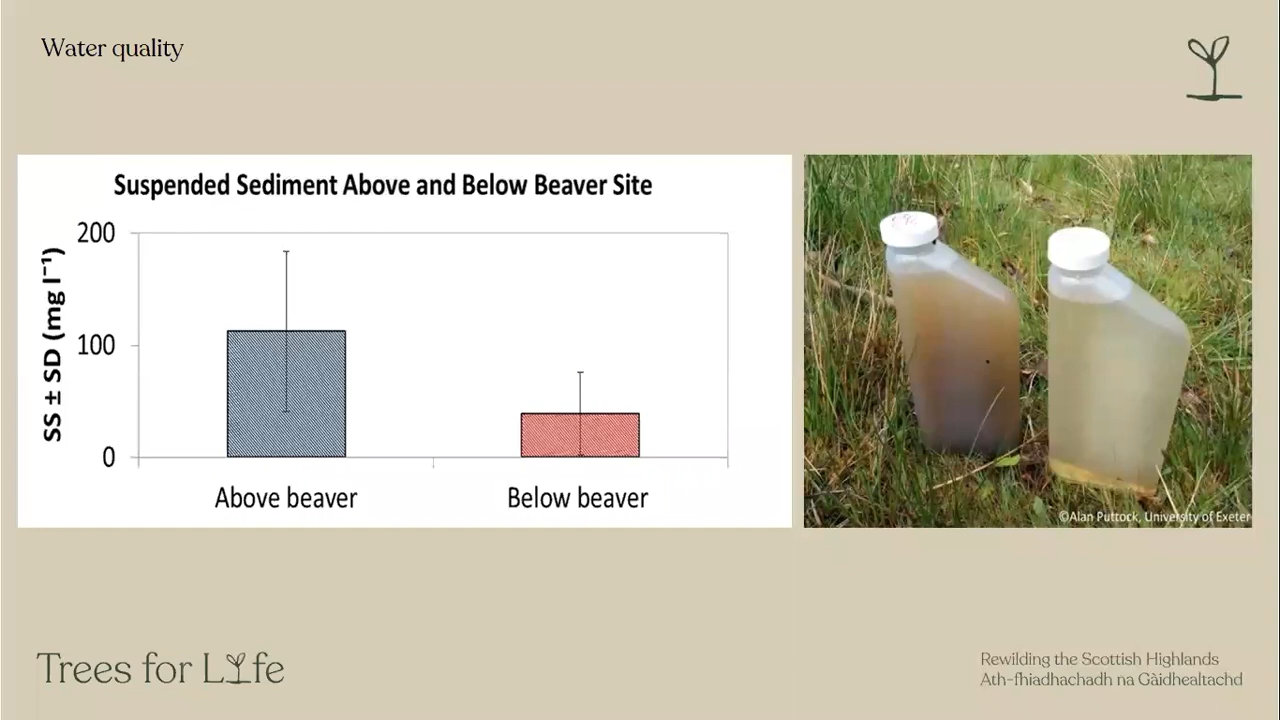 Water quality
Suspended Sediment Above and Below Beaver Site
SS ± SD (mg l⁻¹)
200
100
0
Above beaver
Below beaver
©Alan Puttock, University of Exeter
Trees for Life
Rewilding the Scottish Highlands
Ath-fhiadhachadh na Gàidhealtachd